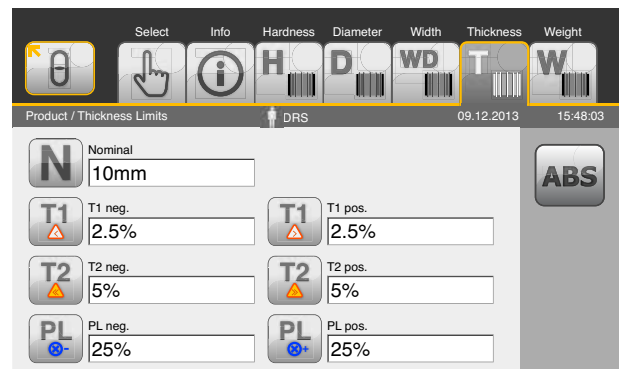 Select Info Hardness Diameter Width Thickness Weight
H D WD T W
Product / Thickness Limits DRS 09.12.2013 15:48:03
N Nominal
10mm
ABS
T1 T1 neg.
2.5%
T1 T1 pos.
2.5%
T2 T2 neg.
5%
T2 T2 pos.
5%
PL PL neg.
25%
PL PL pos.
25%